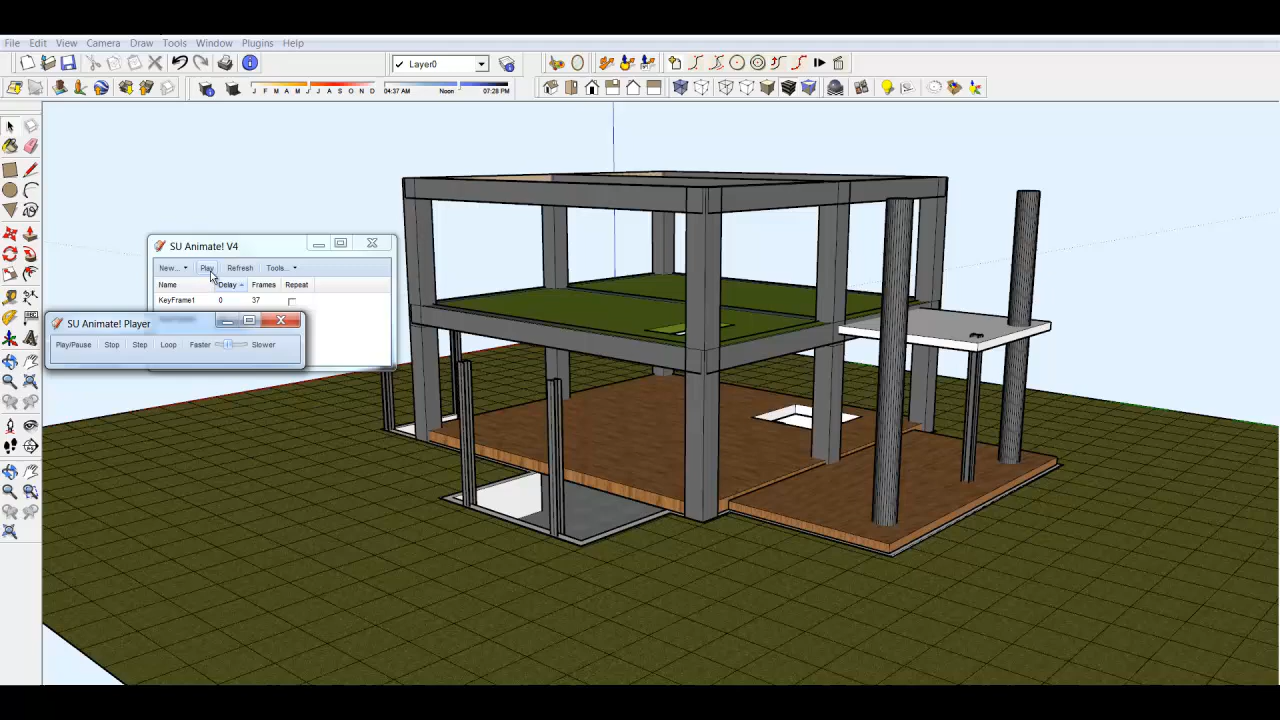 File Edit View Camera Draw Tools Window Plugins Help
Layer0
J F M A M J J A S O N D 04:37 AM Noon 07:28 PM
SU Animate! V4
New... Play Refresh Tools...
Name Delay Frames Repeat
KeyFrame1 0 37
SU Animate! Player
Play/Pause Stop Step Loop Faster Slower